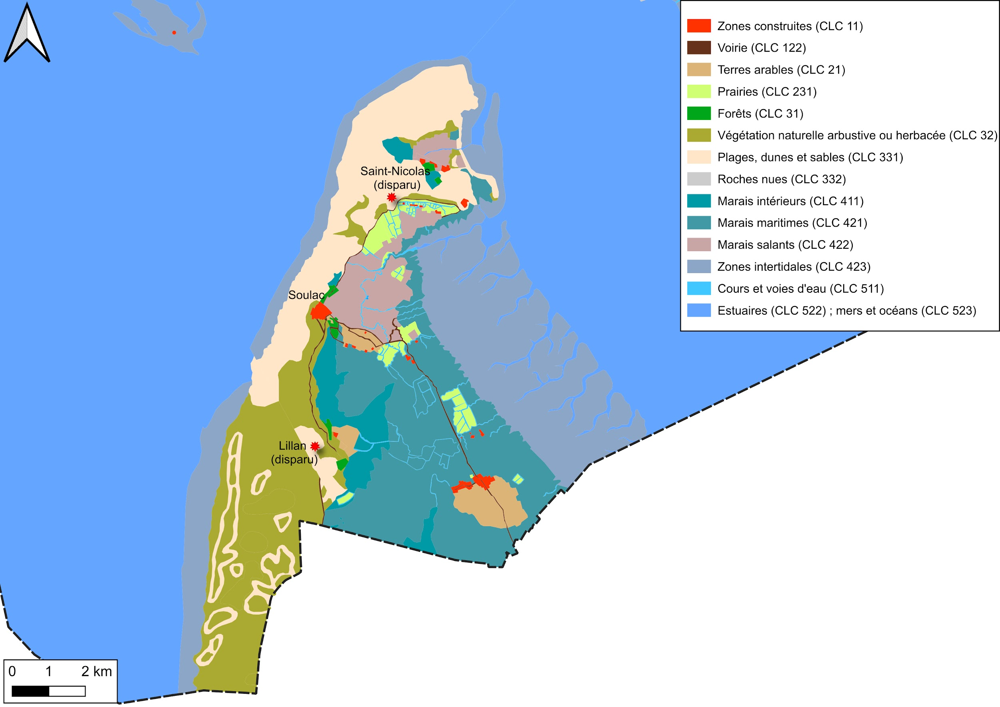 Zones construites (CLC 11)
Voirie (CLC 122)
Terres arables (CLC 21)
Prairies (CLC 231)
Forêts (CLC 31)
Végétation naturelle arbustive ou herbacée (CLC 32)
Plages, dunes et sables (CLC 331)
Roches nues (CLC 332)
Marais intérieurs (CLC 411)
Marais maritimes (CLC 421)
Marais salants (CLC 422)
Zones intertidales (CLC 423)
Cours et voies d'eau (CLC 511)
Estuaires (CLC 522) ; mers et océans (CLC 523)
Saint-Nicolas
(disparu)
Soulac
Lillan
(disparu)
0 1 2 km